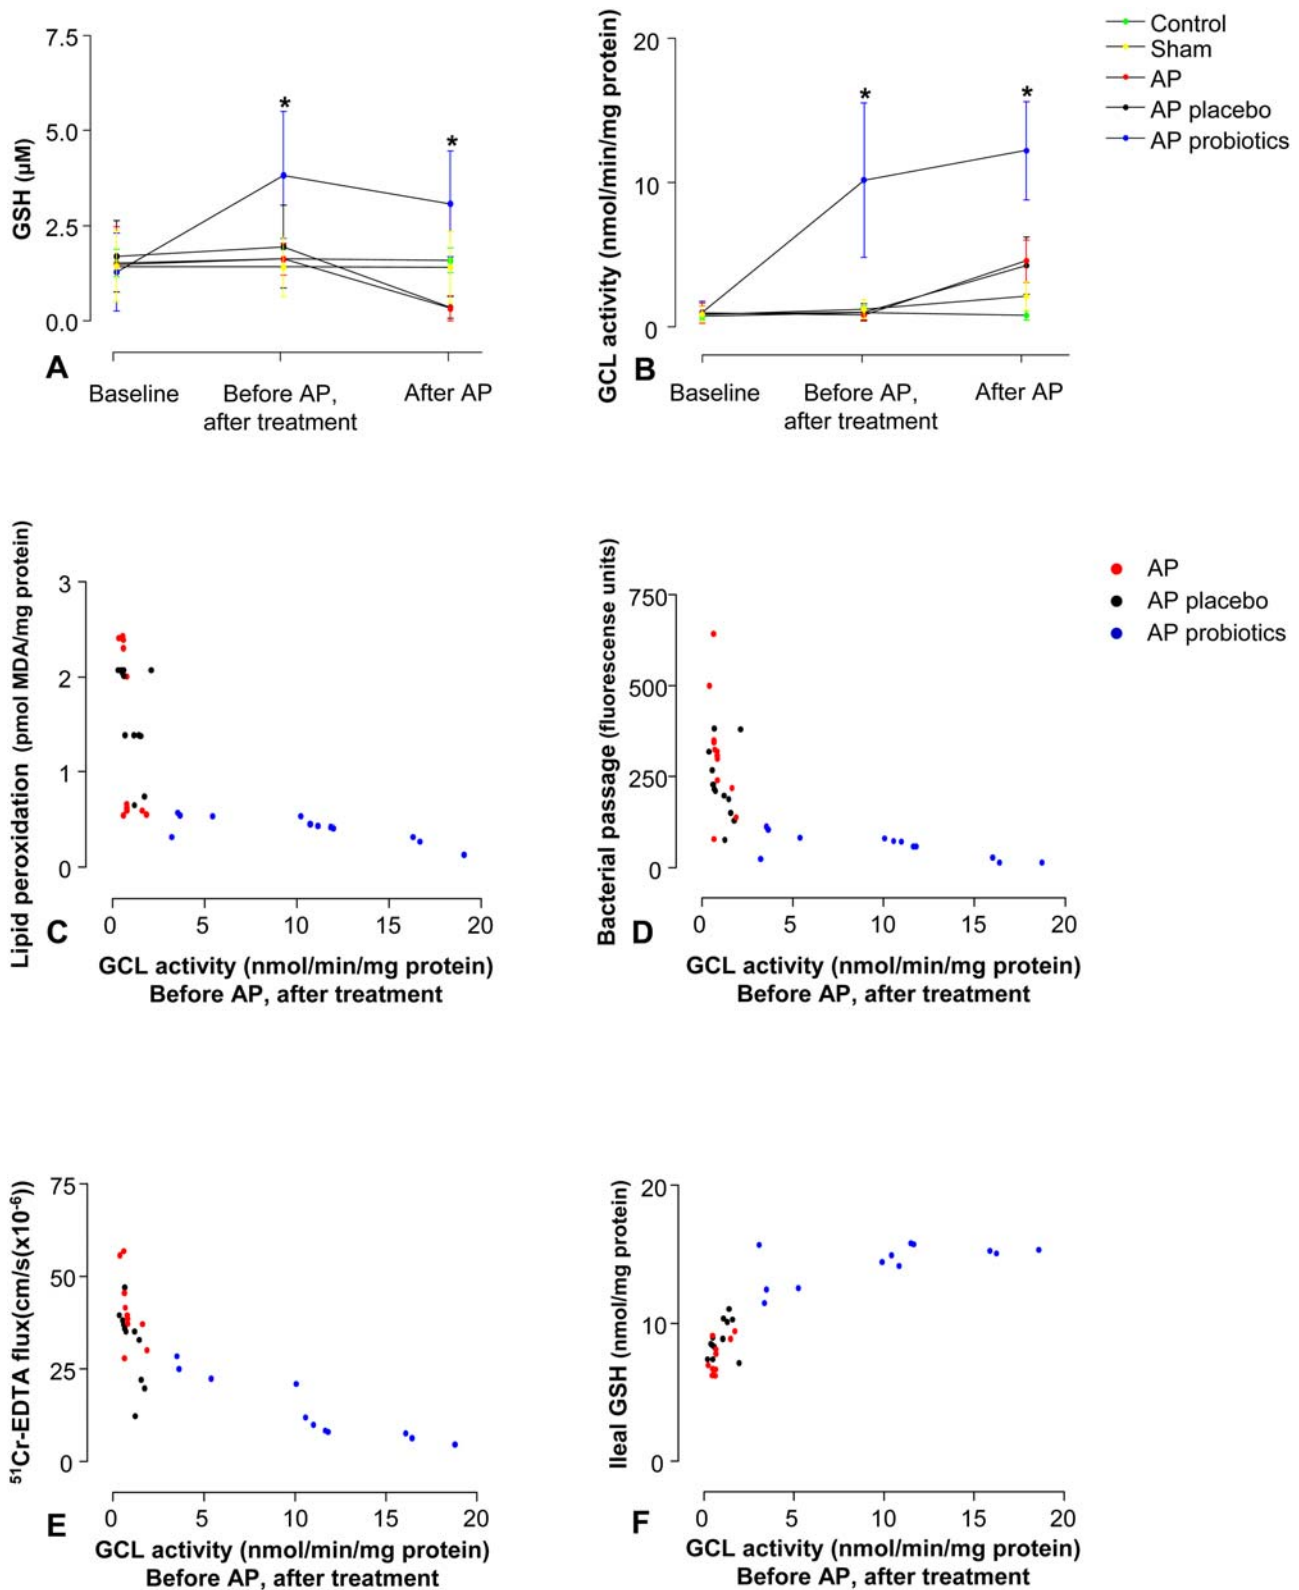 7.5
5.0
2.5
0.0
GSH (µM)
*
*
A
Baseline
Before AP,
after treatment
After AP
20
10
0
GCL activity (nmol/min/mg protein)
*
*
B
Baseline
Before AP,
after treatment
After AP
Control
Sham
AP
AP placebo
AP probiotics
3
2
1
0
Lipid peroxidation (pmol MDA/mg protein)
C
0 5 10 15 20
GCL activity (nmol/min/mg protein)
Before AP, after treatment
750
500
250
0
Bacterial passage (fluorescense units)
D
0 5 10 15 20
GCL activity (nmol/min/mg protein)
Before AP, after treatment
AP
AP placebo
AP probiotics
75
50
25
0
⁵¹Cr-EDTA flux(cm/s(x10⁻⁶))
E
0 5 10 15 20
GCL activity (nmol/min/mg protein)
Before AP, after treatment
20
10
0
Ileal GSH (nmol/mg protein)
F
0 5 10 15 20
GCL activity (nmol/min/mg protein)
Before AP, after treatment